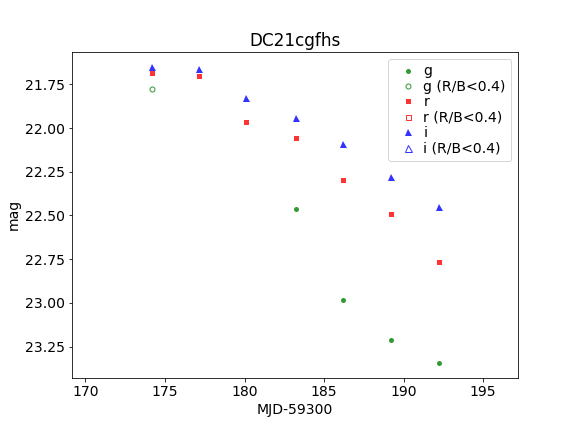 DC21cgfhs
g
g (R/B<0.4)
r
r (R/B<0.4)
i
i (R/B<0.4)
mag
21.75
22.00
22.25
22.50
22.75
23.00
23.25
170 175 180 185 190 195
MJD-59300